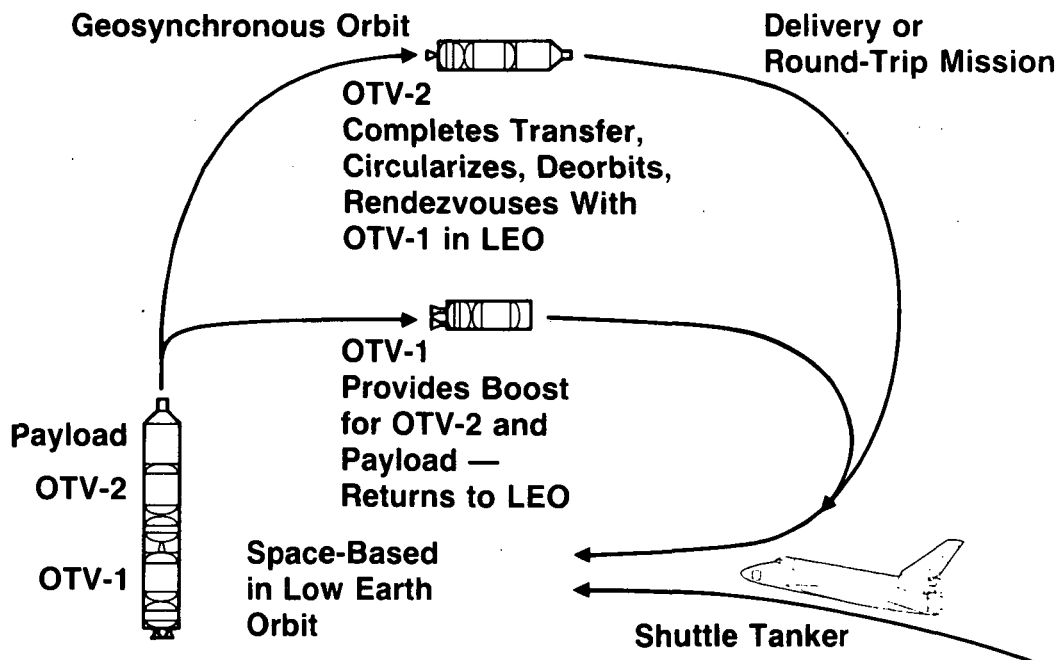 Geosynchronous Orbit
Delivery or
Round-Trip Mission
OTV-2
Completes Transfer,
Circularizes, Deorbits,
Rendezvouses With
OTV-1 in LEO
OTV-1
Provides Boost
for OTV-2 and
Payload —
Returns to LEO
Payload
OTV-2
OTV-1
Space-Based
in Low Earth
Orbit
Shuttle Tanker